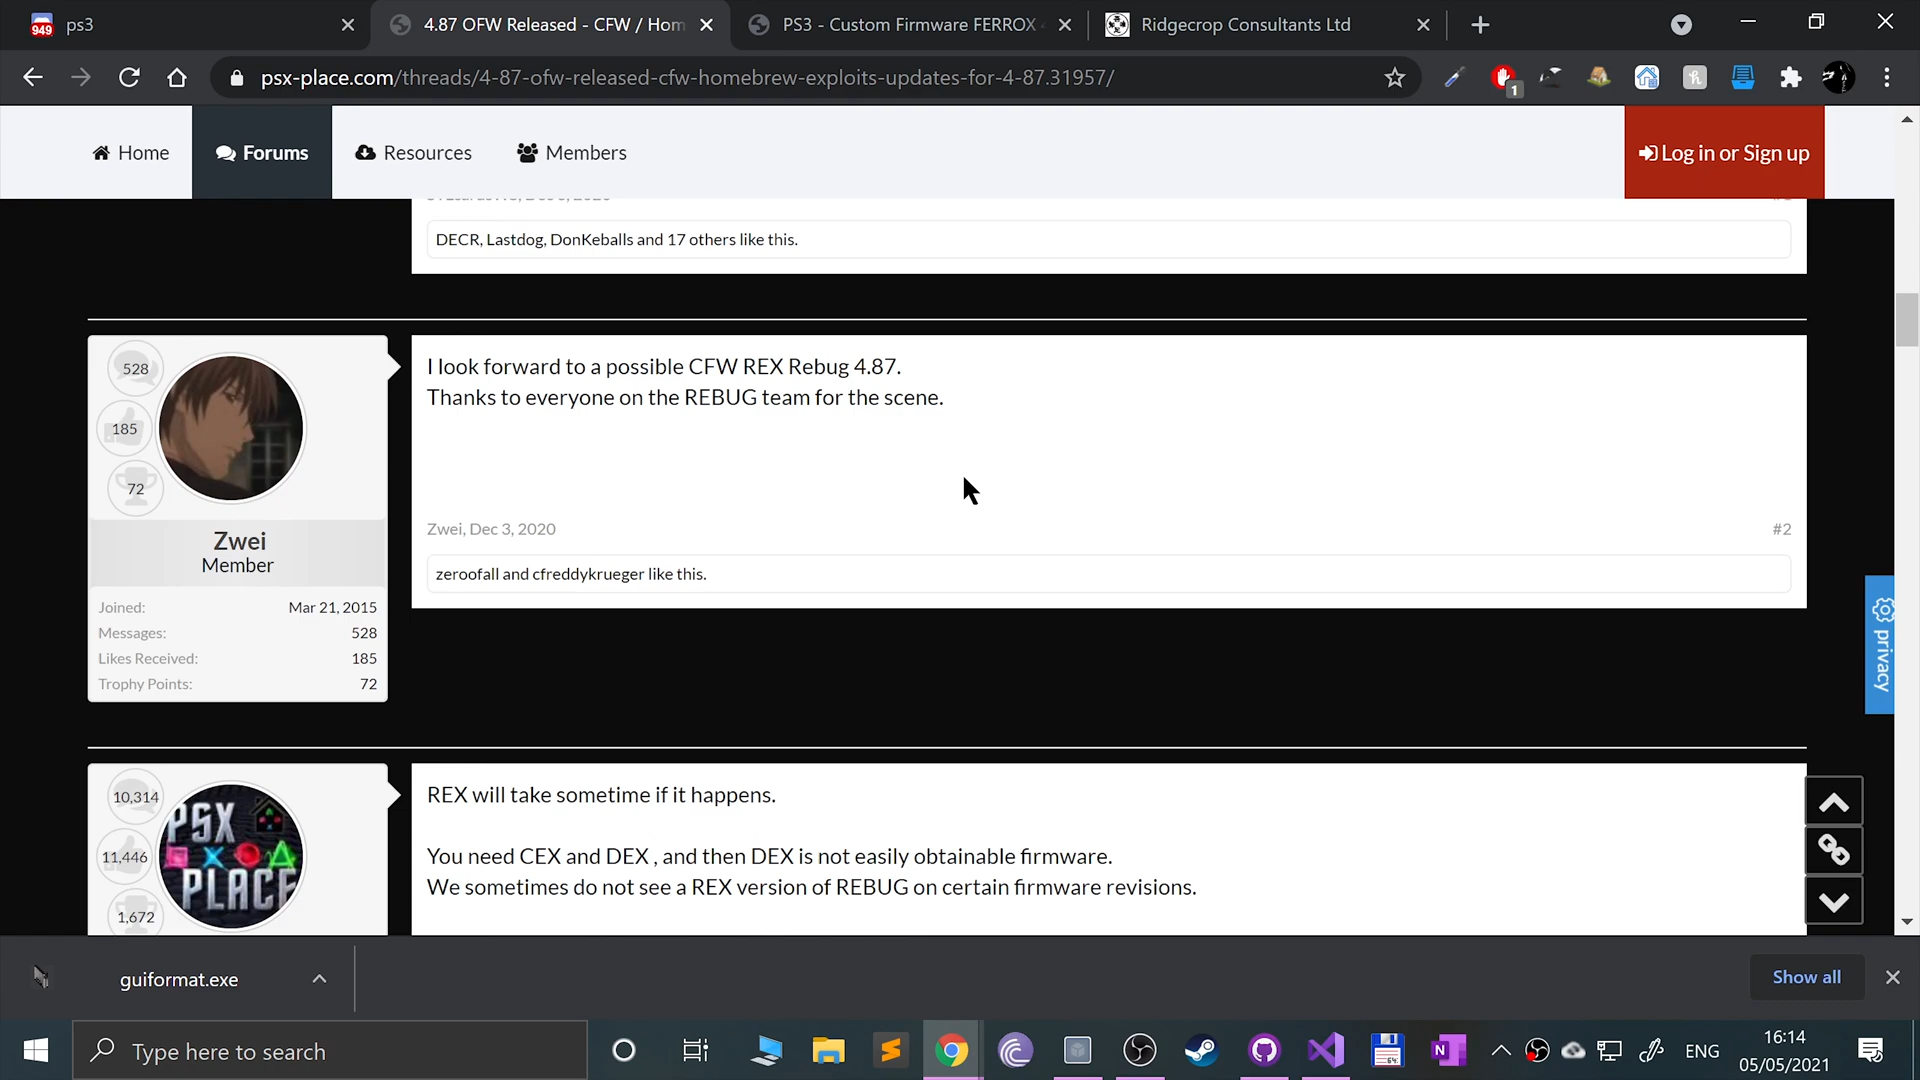 949
ps3
4.87 OFW Released - CFW / Hom
PS3 - Custom Firmware FERROX
Ridgecrop Consultants Ltd
psx-place.com/threads/4-87-ofw-released-cfw-homebrew-exploits-updates-for-4-87.31957/
1
Home
Forums
Resources
Members
Log in or Sign up
DECR, Lastdog, DonKeballs and 17 others like this.
528
185
72
Zwei
Member
Joined: Mar 21, 2015
Messages: 528
Likes Received: 185
Trophy Points: 72
I look forward to a possible CFW REX Rebug 4.87.
Thanks to everyone on the REBUG team for the scene.
Zwei, Dec 3, 2020
#2
zeroofall and cfreddykrueger like this.
privacy
10,314
11,446
1,672
PSX
PLACE
REX will take sometime if it happens.
You need CEX and DEX , and then DEX is not easily obtainable firmware.
We sometimes do not see a REX version of REBUG on certain firmware revisions.
guiformat.exe
Show all
Type here to search
64
N
ENG
16:14
05/05/2021